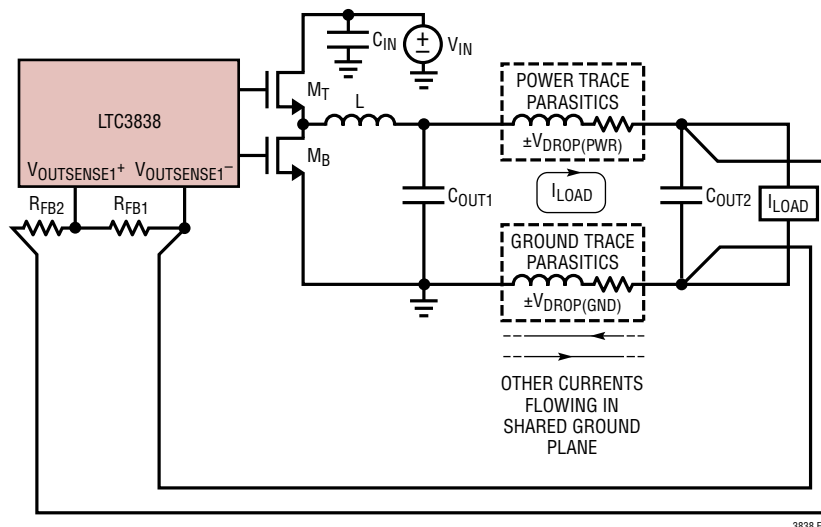 CIN
VIN
+
−
LTC3838
MT
L
MB
VOUTSENSE1+ VOUTSENSE1–
RFB2
RFB1
COUT1
POWER TRACE
PARASITICS
±VDROP(PWR)
ILOAD
COUT2
ILOAD
GROUND TRACE
PARASITICS
±VDROP(GND)
OTHER CURRENTS
FLOWING IN
SHARED GROUND
PLANE